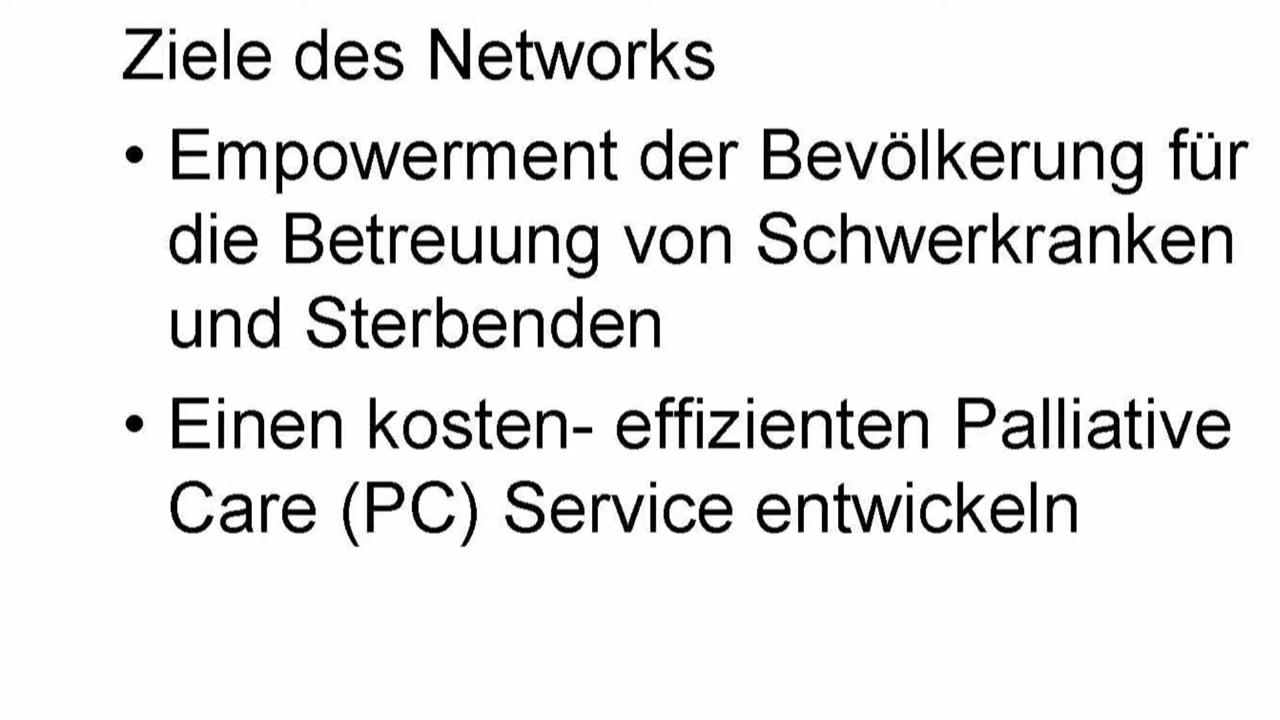 Ziele des Networks
• Empowerment der Bevölkerung für
die Betreuung von Schwerkranken
und Sterbenden
• Einen kosten- effizienten Palliative
Care (PC) Service entwickeln